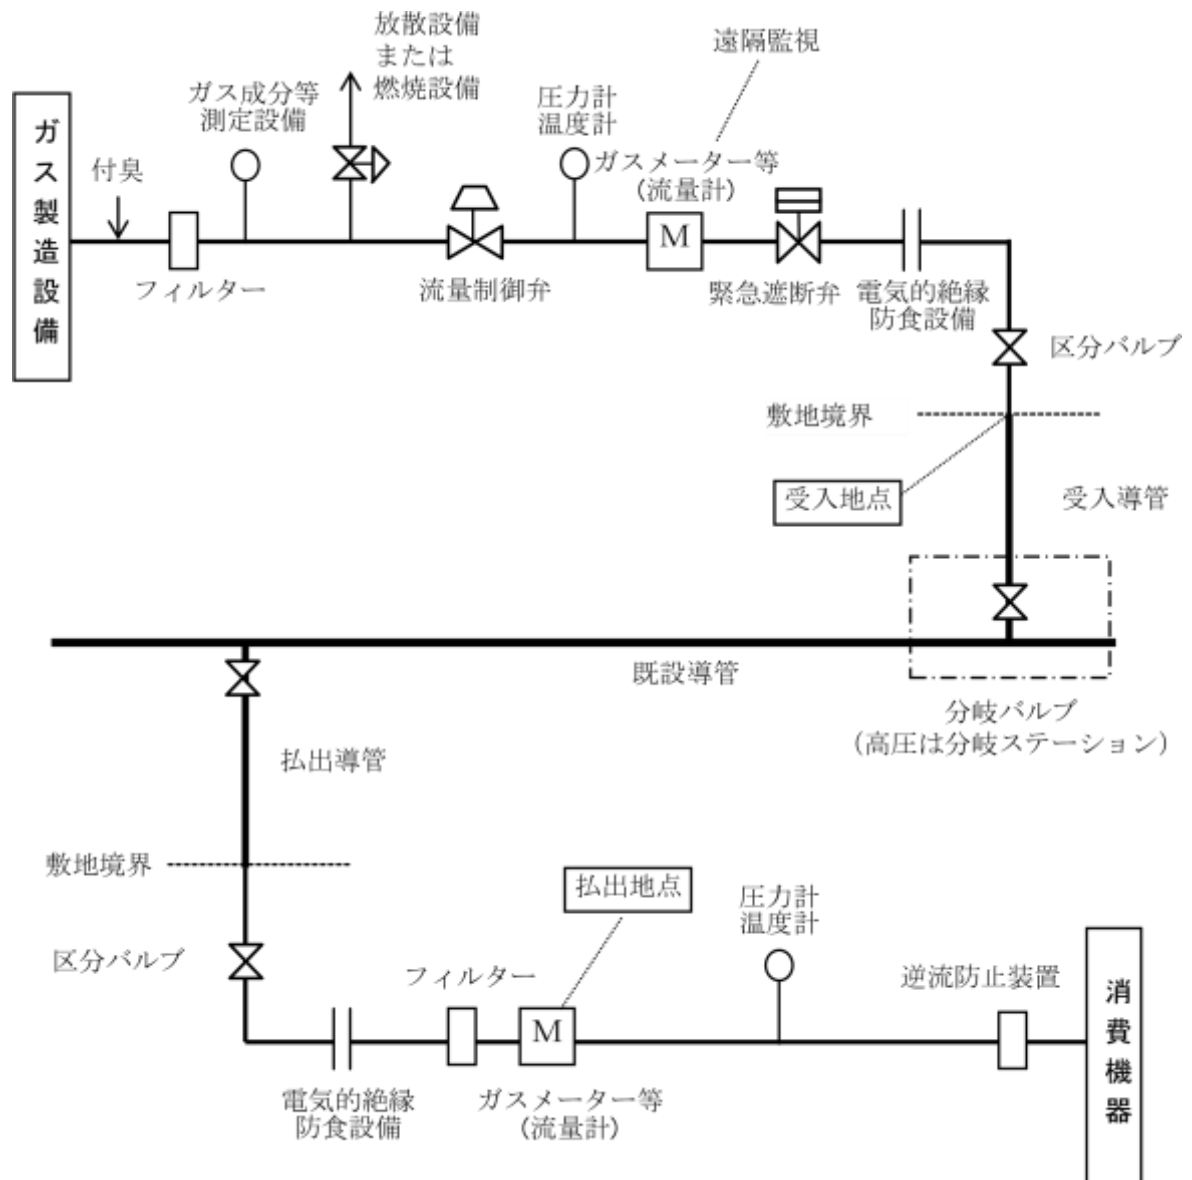 放散設備
または
燃焼設備
遠隔監視
ガス成分等
測定設備
圧力計
温度計
ガス製造設備
付臭
ガスメーター等
(流量計)
M
フィルター
流量制御弁
緊急遮断弁
電気的絶縁
防食設備
区分バルブ
敷地境界
受入地点
受入導管
既設導管
分岐バルブ
(高圧は分岐ステーション)
払出導管
敷地境界
払出地点
圧力計
温度計
区分バルブ
フィルター
逆流防止装置
消費機器
M
電気的絶縁
防食設備
ガスメーター等
(流量計)